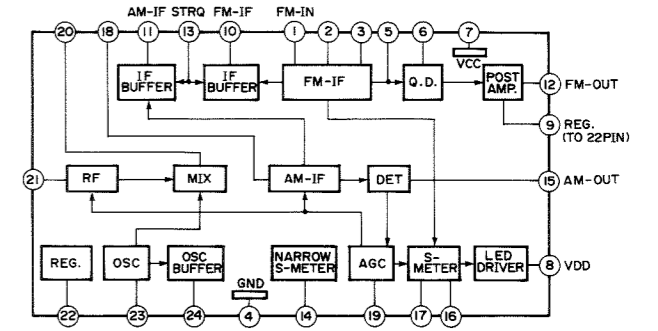 AM-IF STRQ FM-IF FM-IN
20 18 11 13 10 1 2 3 5 6 7
VCC
IF BUFFER
IF BUFFER
FM-IF
Q.D.
POST AMP.
12 FM-OUT
9 REG.
(TO 22PIN)
21
RF
MIX
AM-IF
DET
15 AM-OUT
REG.
OSC
OSC BUFFER
GND
NARROW S-METER
AGC
S-METER
LED DRIVER
8 VDD
22 23 24 4 14 19 17 16